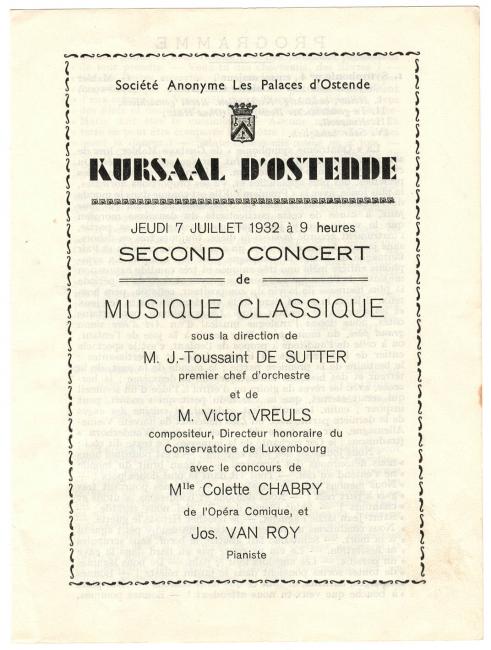 Société Anonyme Les Palaces d'Ostende
KURSAAL D'OSTENDE
JEUDI 7 JUILLET 1932 à 9 heures
SECOND CONCERT
de
MUSIQUE CLASSIQUE
sous la direction de
M. J.-Toussaint DE SUTTER
premier chef d'orchestre
et de
M. Victor VREULS
compositeur, Directeur honoraire du
Conservatoire de Luxembourg
avec le concours de
Mlle Colette CHABRY
de l'Opéra Comique, et
Jos. VAN ROY
Pianiste